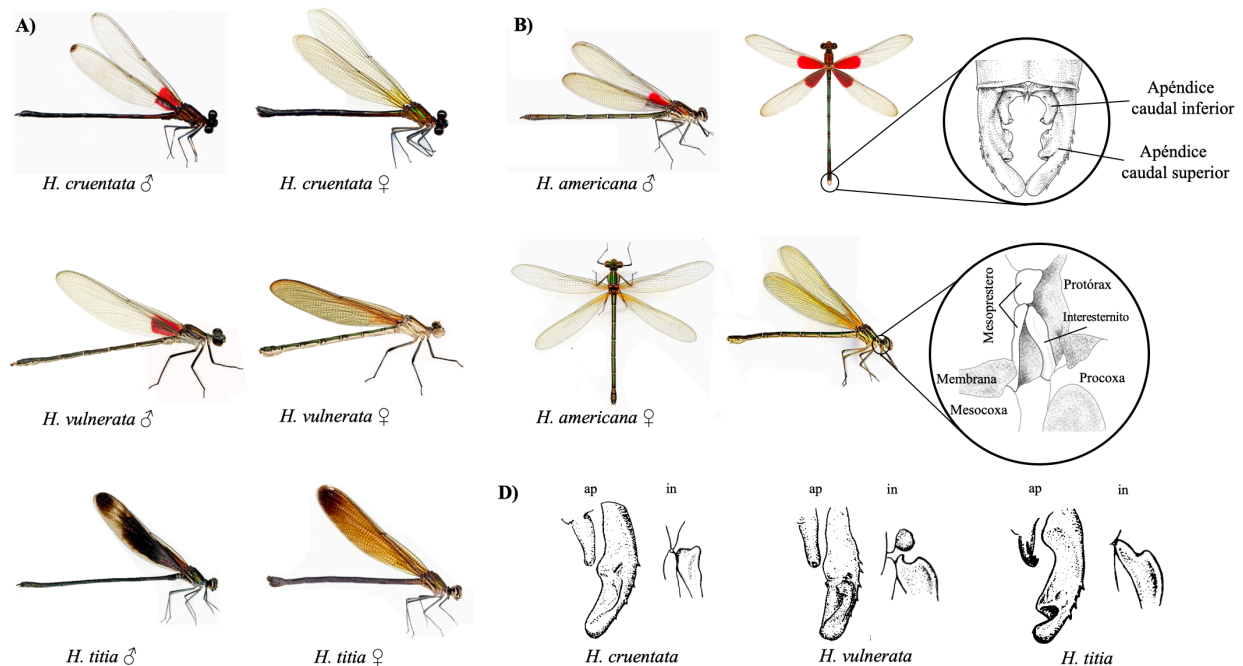 A)
H. cruentata ♂
H. cruentata ♀
H. vulnerata ♂
H. vulnerata ♀
H. titia ♂
H. titia ♀
B)
H. americana ♂
Apéndice
caudal inferior
Apéndice
caudal superior
H. americana ♀
Mesoprestero
Protórax
Interesternito
Membrana
Procoxa
Mesocoxa
D)
ap
in
H. cruentata
ap
in
H. vulnerata
ap
in
H. titia